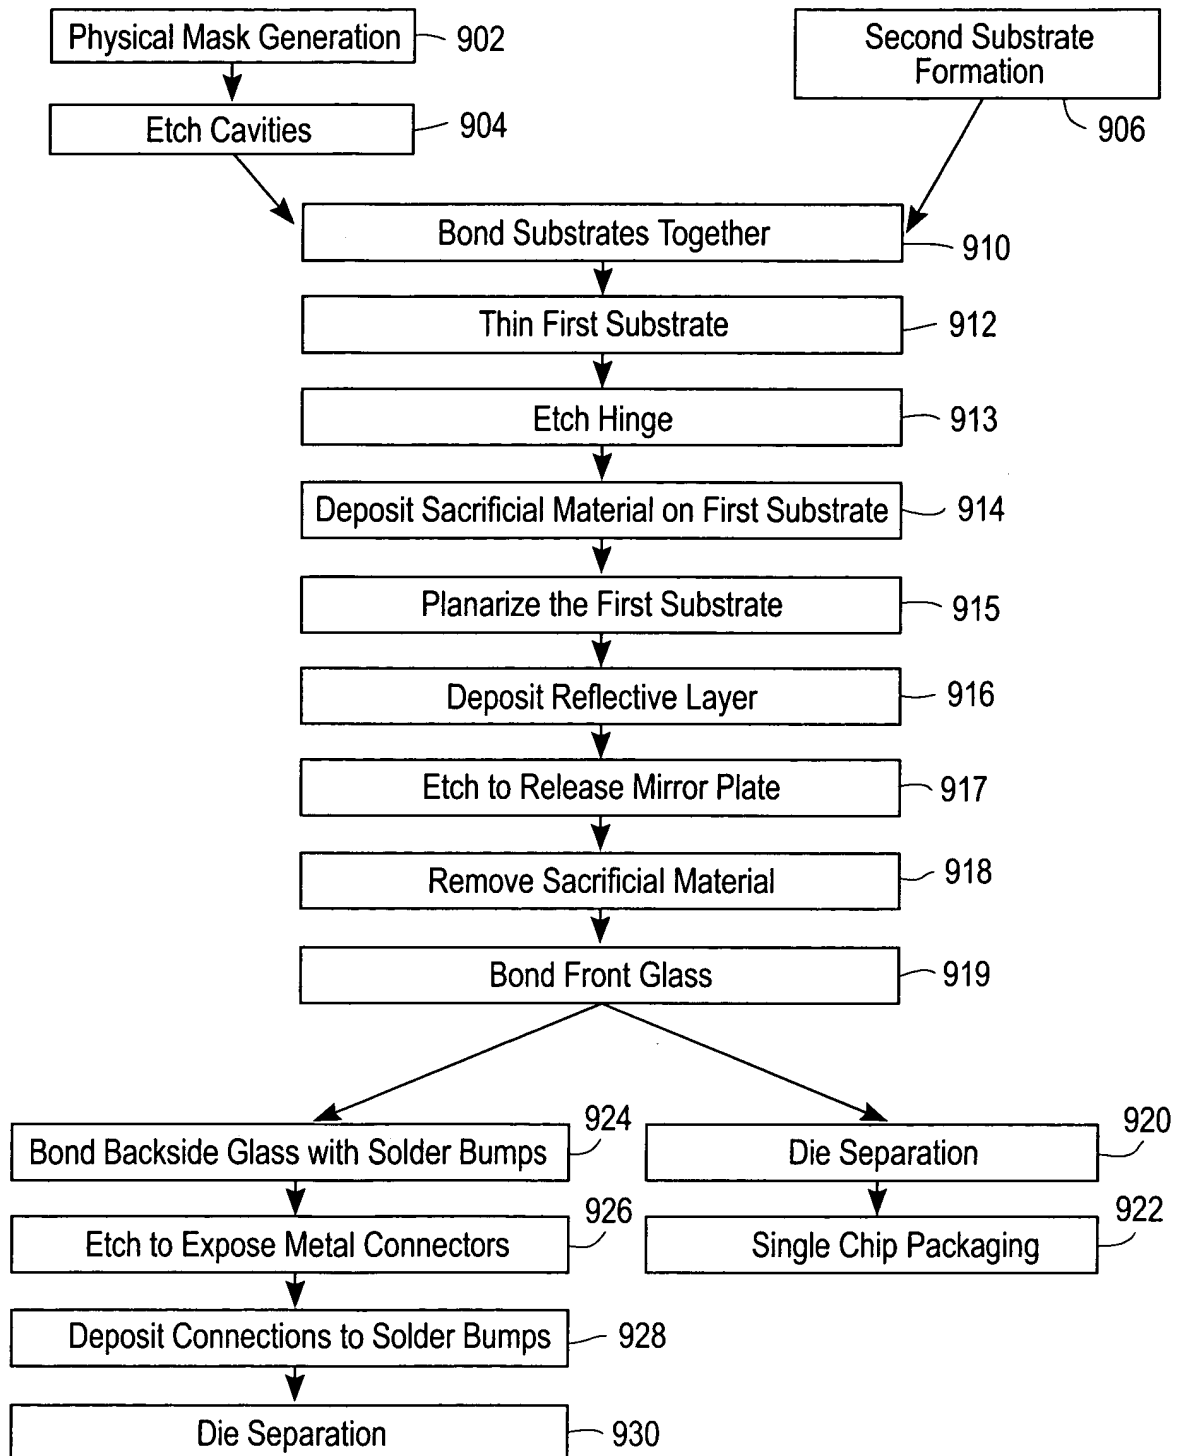 Physical Mask Generation
902
Second Substrate
Formation
906
Etch Cavities
904
Bond Substrates Together
910
Thin First Substrate
912
Etch Hinge
913
Deposit Sacrificial Material on First Substrate
914
Planarize the First Substrate
915
Deposit Reflective Layer
916
Etch to Release Mirror Plate
917
Remove Sacrificial Material
918
Bond Front Glass
919
Bond Backside Glass with Solder Bumps
924
Etch to Expose Metal Connectors
926
Deposit Connections to Solder Bumps
928
Die Separation
930
Die Separation
920
Single Chip Packaging
922